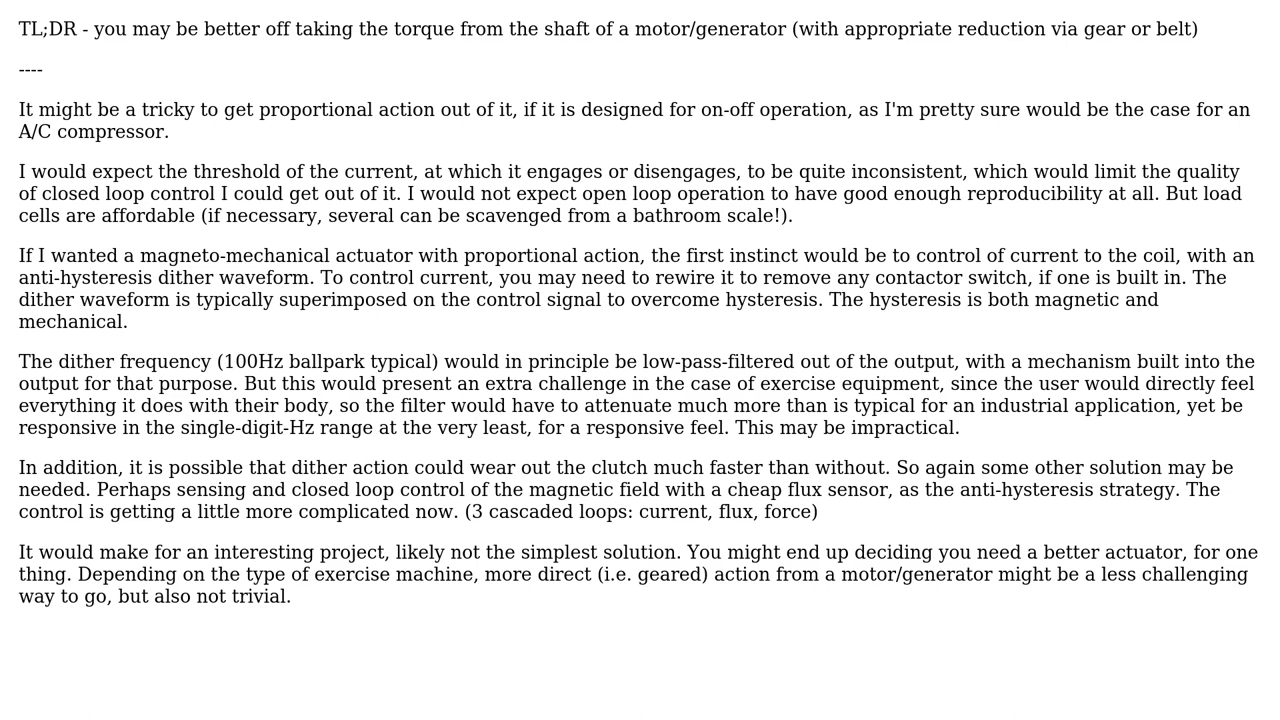 TL;DR - you may be better off taking the torque from the shaft of a motor/generator (with appropriate reduction via gear or belt)
----
It might be a tricky to get proportional action out of it, if it is designed for on-off operation, as I'm pretty sure would be the case for an
A/C compressor.
I would expect the threshold of the current, at which it engages or disengages, to be quite inconsistent, which would limit the quality
of closed loop control I could get out of it. I would not expect open loop operation to have good enough reproducibility at all. But load
cells are affordable (if necessary, several can be scavenged from a bathroom scale!).
If I wanted a magneto-mechanical actuator with proportional action, the first instinct would be to control of current to the coil, with an
anti-hysteresis dither waveform. To control current, you may need to rewire it to remove any contactor switch, if one is built in. The
dither waveform is typically superimposed on the control signal to overcome hysteresis. The hysteresis is both magnetic and
mechanical.
The dither frequency (100Hz ballpark typical) would in principle be low-pass-filtered out of the output, with a mechanism built into the
output for that purpose. But this would present an extra challenge in the case of exercise equipment, since the user would directly feel
everything it does with their body, so the filter would have to attenuate much more than is typical for an industrial application, yet be
responsive in the single-digit-Hz range at the very least, for a responsive feel. This may be impractical.
In addition, it is possible that dither action could wear out the clutch much faster than without. So again some other solution may be
needed. Perhaps sensing and closed loop control of the magnetic field with a cheap flux sensor, as the anti-hysteresis strategy. The
control is getting a little more complicated now. (3 cascaded loops: current, flux, force)
It would make for an interesting project, likely not the simplest solution. You might end up deciding you need a better actuator, for one
thing. Depending on the type of exercise machine, more direct (i.e. geared) action from a motor/generator might be a less challenging
way to go, but also not trivial.